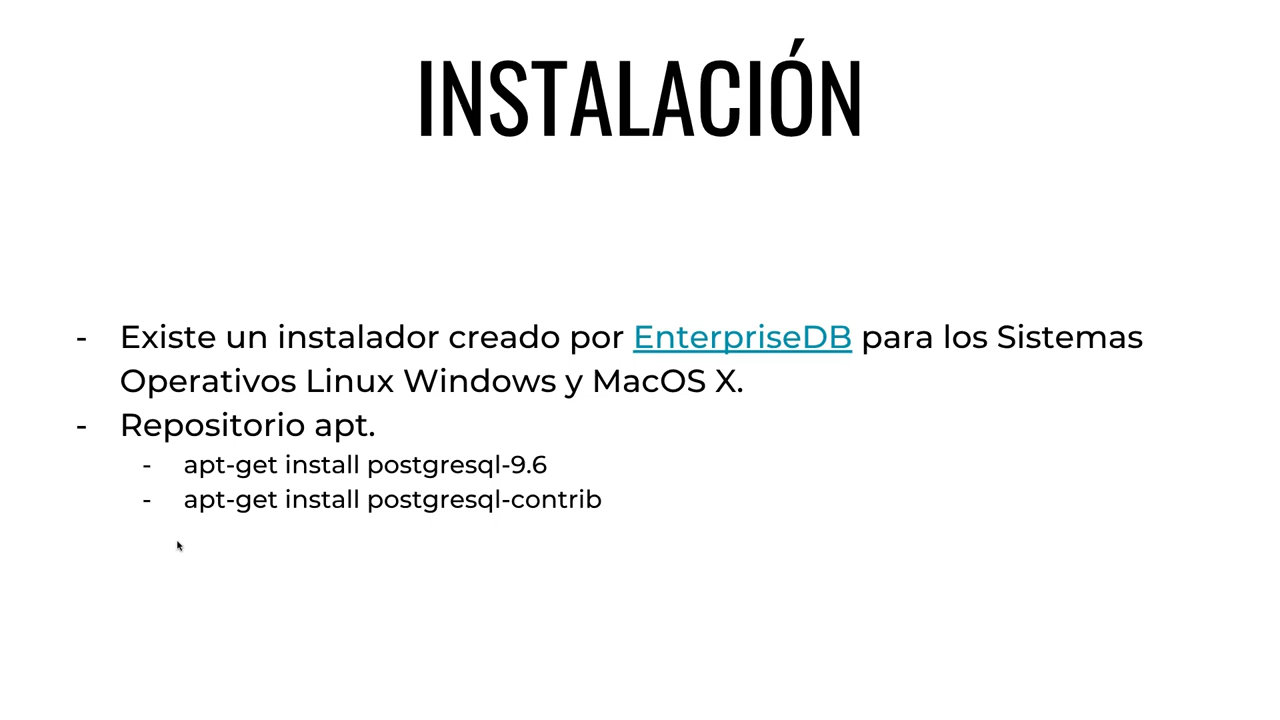 INSTALACIÓN
- Existe un instalador creado por EnterpriseDB para los Sistemas
Operativos Linux Windows y MacOS X.
- Repositorio apt.
- apt-get install postgresql-9.6
- apt-get install postgresql-contrib